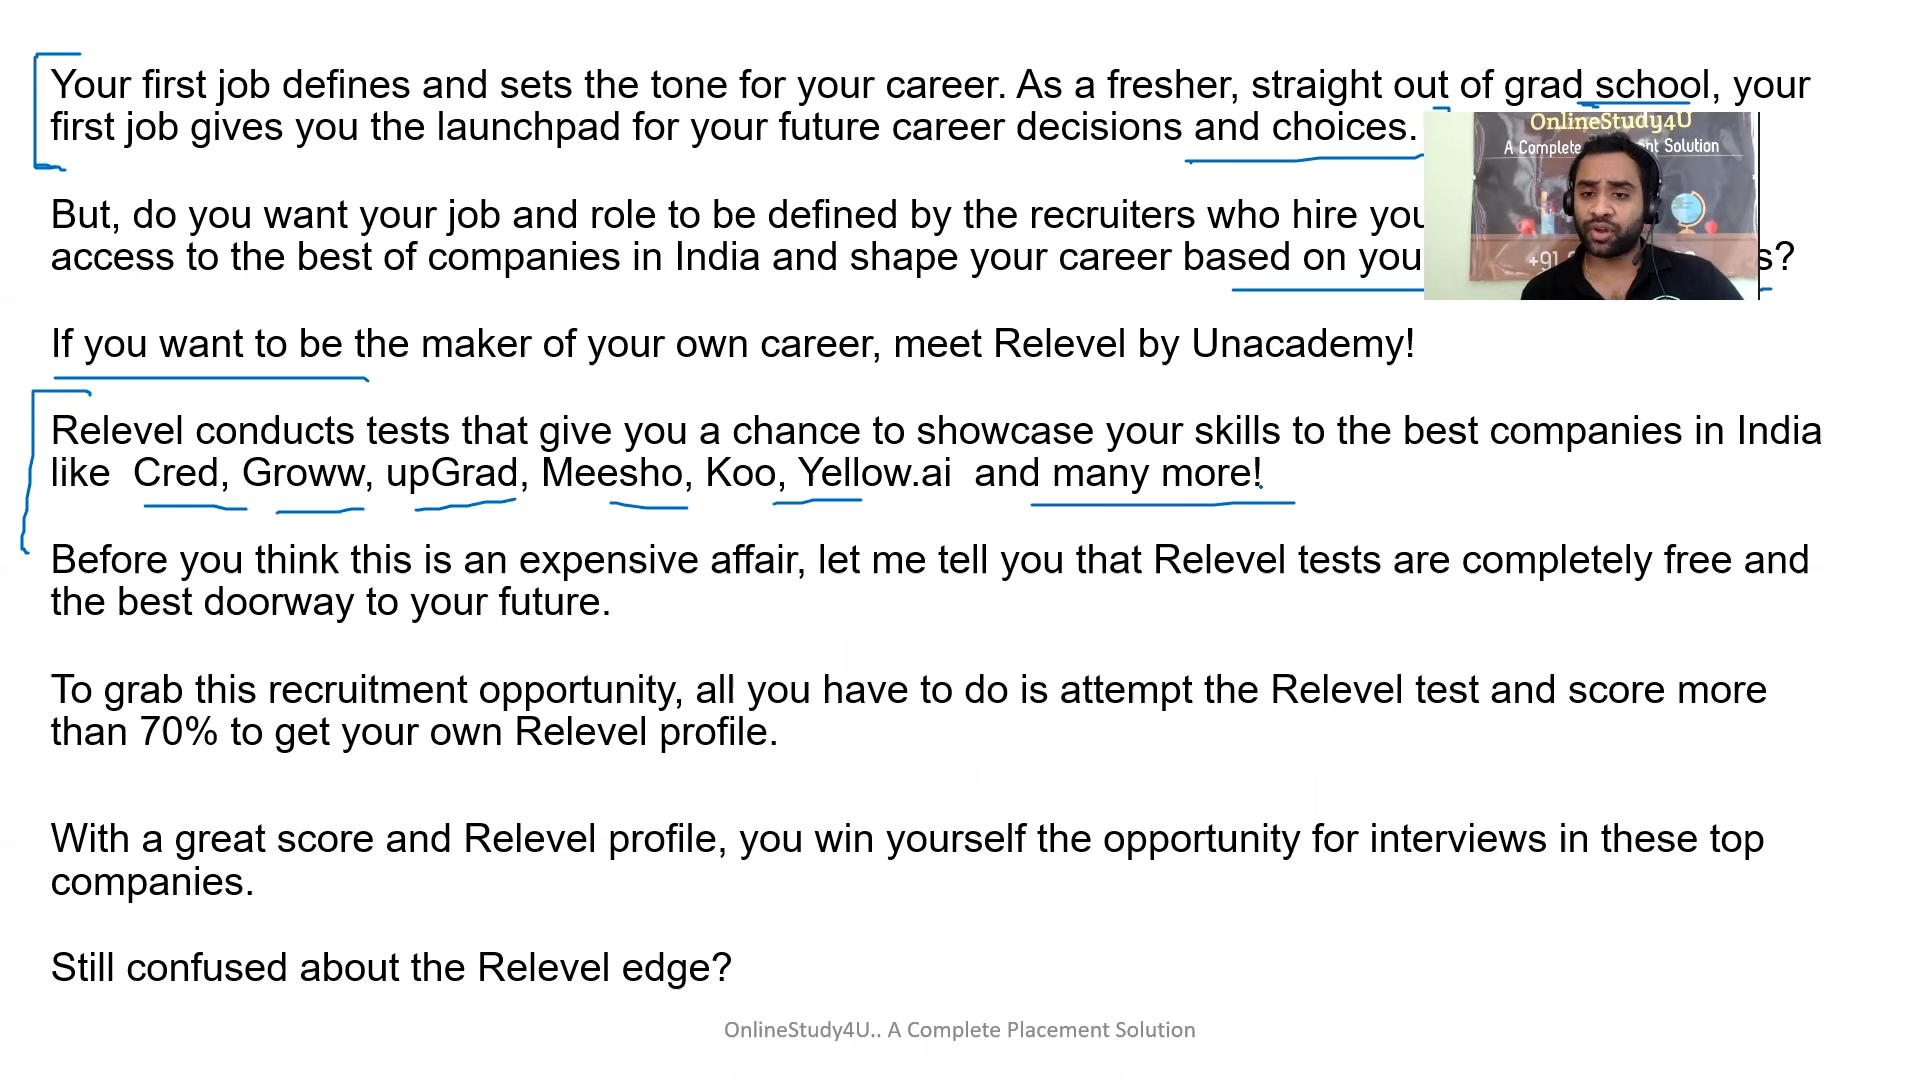 Your first job defines and sets the tone for your career. As a fresher, straight out of grad school, your
first job gives you the launchpad for your future career decisions and choices.
OnlineStudy4U
A Complete Solution
But, do you want your job and role to be defined by the recruiters who hire you
access to the best of companies in India and shape your career based on you s?
+91
If you want to be the maker of your own career, meet Relevel by Unacademy!
Relevel conducts tests that give you a chance to showcase your skills to the best companies in India
like Cred, Groww, upGrad, Meesho, Koo, Yellow.ai and many more!
Before you think this is an expensive affair, let me tell you that Relevel tests are completely free and
the best doorway to your future.
To grab this recruitment opportunity, all you have to do is attempt the Relevel test and score more
than 70% to get your own Relevel profile.
With a great score and Relevel profile, you win yourself the opportunity for interviews in these top
companies.
Still confused about the Relevel edge?
OnlineStudy4U.. A Complete Placement Solution